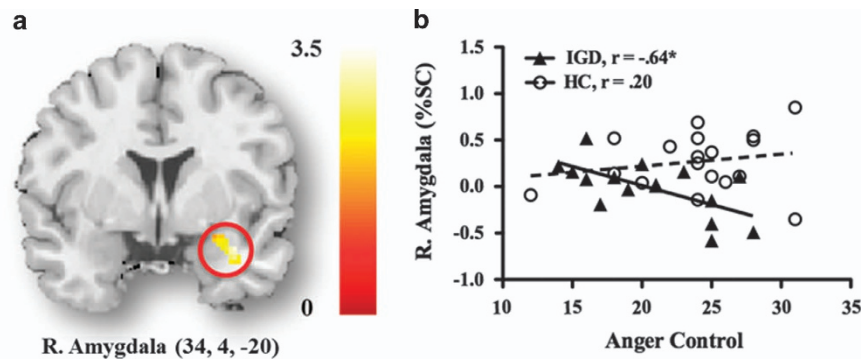 a
3.5
0
R. Amygdala (34, 4, -20)
b
R. Amygdala (%SC)
1.5
1.0
0.5
0.0
-0.5
-1.0
IGD, r = -.64*
HC, r = .20
10 15 20 25 30 35
Anger Control